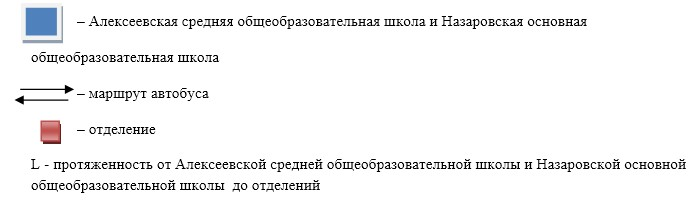 – Алексеевская средняя общеобразовательная школа и Назаровская основная
общеобразовательная школа
– маршрут автобуса
– отделение
L - протяженность от Алексеевской средней общеобразовательной школы и Назаровской основной
общеобразовательной школы до отделений